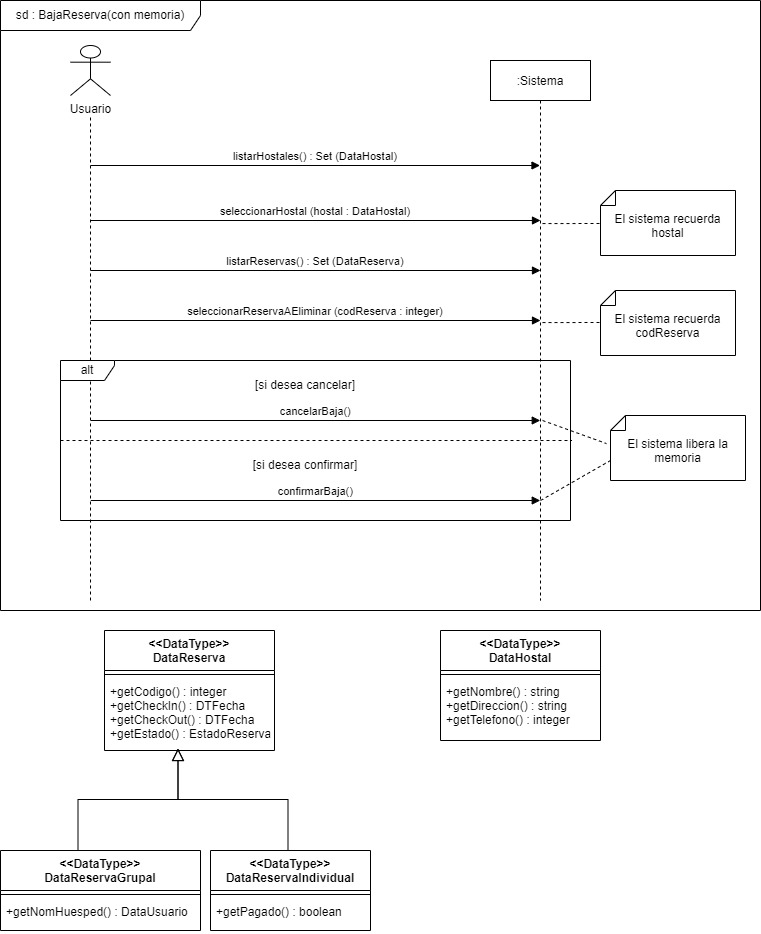 sd : BajaReserva(con memoria)
Usuario
:Sistema
listarHostales() : Set (DataHostal)
seleccionarHostal (hostal : DataHostal)
El sistema recuerda
hostal
listarReservas() : Set (DataReserva)
seleccionarReservaAEliminar (codReserva : integer)
El sistema recuerda
codReserva
alt
[si desea cancelar]
cancelarBaja()
El sistema libera la
memoria
[si desea confirmar]
confirmarBaja()
<<DataType>>
DataReserva
+getCodigo() : integer
+getCheckIn() : DTFecha
+getCheckOut() : DTFecha
+getEstado() : EstadoReserva
<<DataType>>
DataHostal
+getNombre() : string
+getDireccion() : string
+getTelefono() : integer
<<DataType>>
DataReservaGrupal
+getNomHuesped() : DataUsuario
<<DataType>>
DataReservaIndividual
+getPagado() : boolean